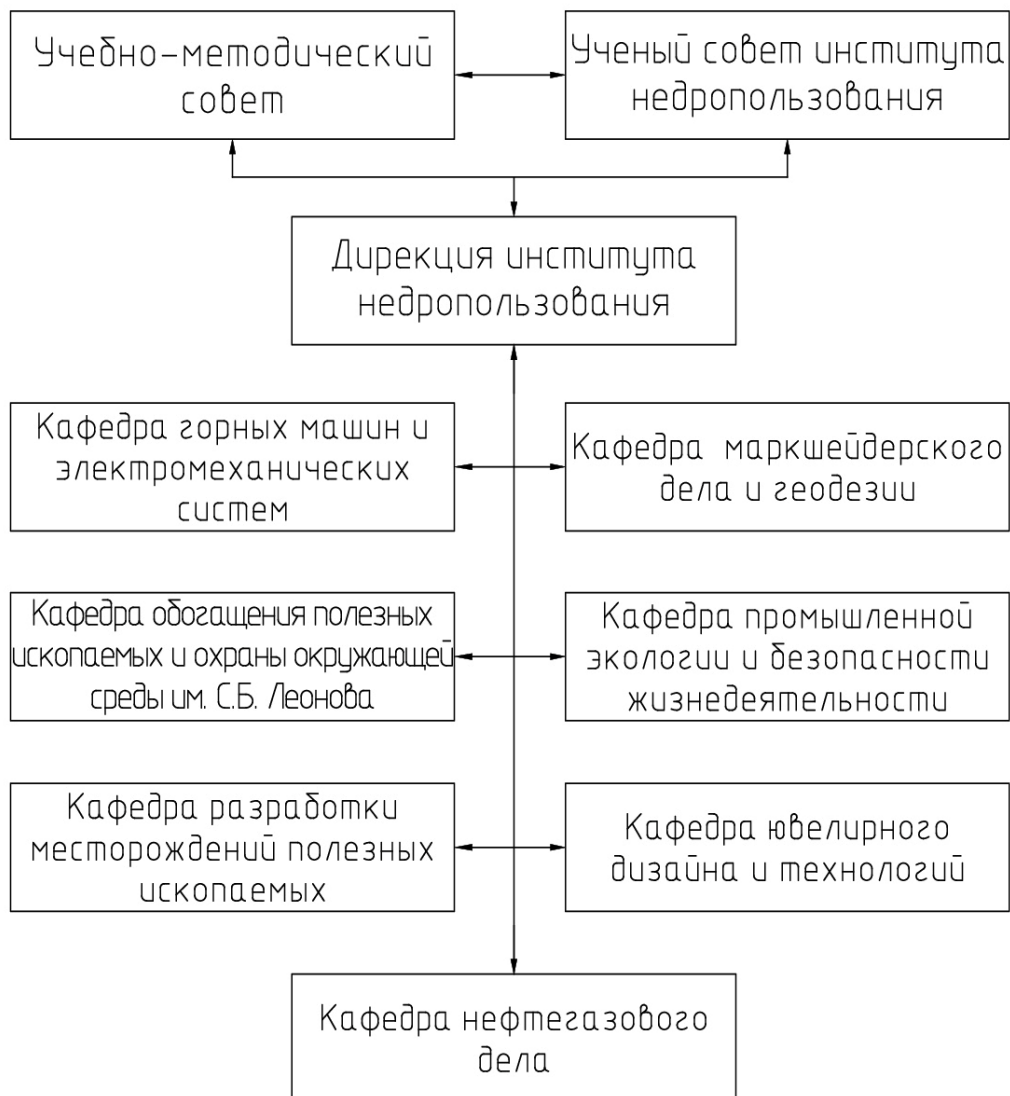 Учебно-методический
совет
Ученый совет института
недропользования
Дирекция института
недропользования
Кафедра горных машин и
электромеханических
систем
Кафедра маркшейдерского
дела и геодезии
Кафедра обогащения полезных
ископаемых и охраны окружающей
среды им. С.Б. Леонова
Кафедра промышленной
экологии и безопасности
жизнедеятельности
Кафедра разработки
месторождений полезных
ископаемых
Кафедра ювелирного
дизайна и технологий
Кафедра нефтегазового
дела